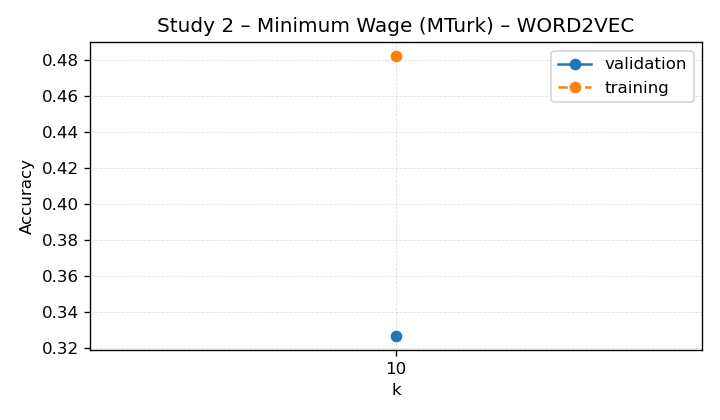 Study 2 – Minimum Wage (MTurk) – WORD2VEC
validation
training
0.48
0.46
0.44
0.42
0.40
0.38
0.36
0.34
0.32
Accuracy
10
k